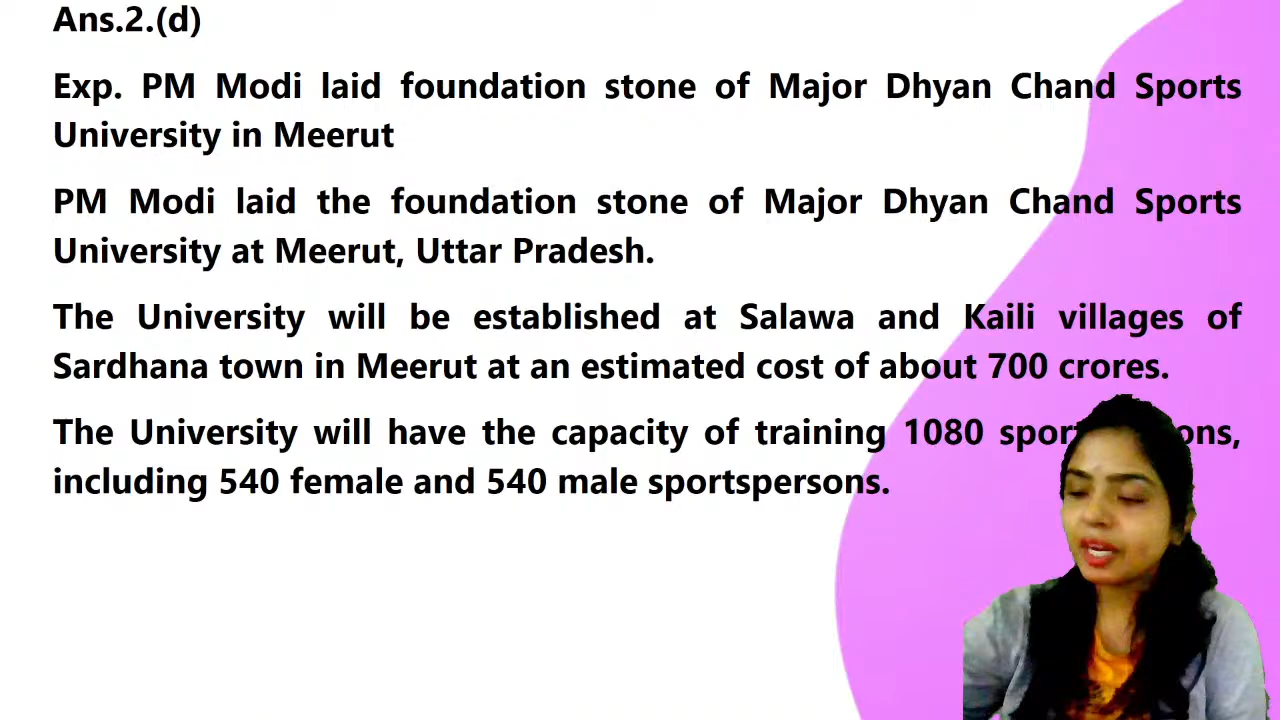 Ans.2.(d)
Exp. PM Modi laid foundation stone of Major Dhyan Chand Sports
University in Meerut
PM Modi laid the foundation stone of Major Dhyan Chand Sports
University at Meerut, Uttar Pradesh.
The University will be established at Salawa and Kaili villages of
Sardhana town in Meerut at an estimated cost of about 700 crores.
The University will have the capacity of training 1080
including 540 female and 540 male sportspersons.